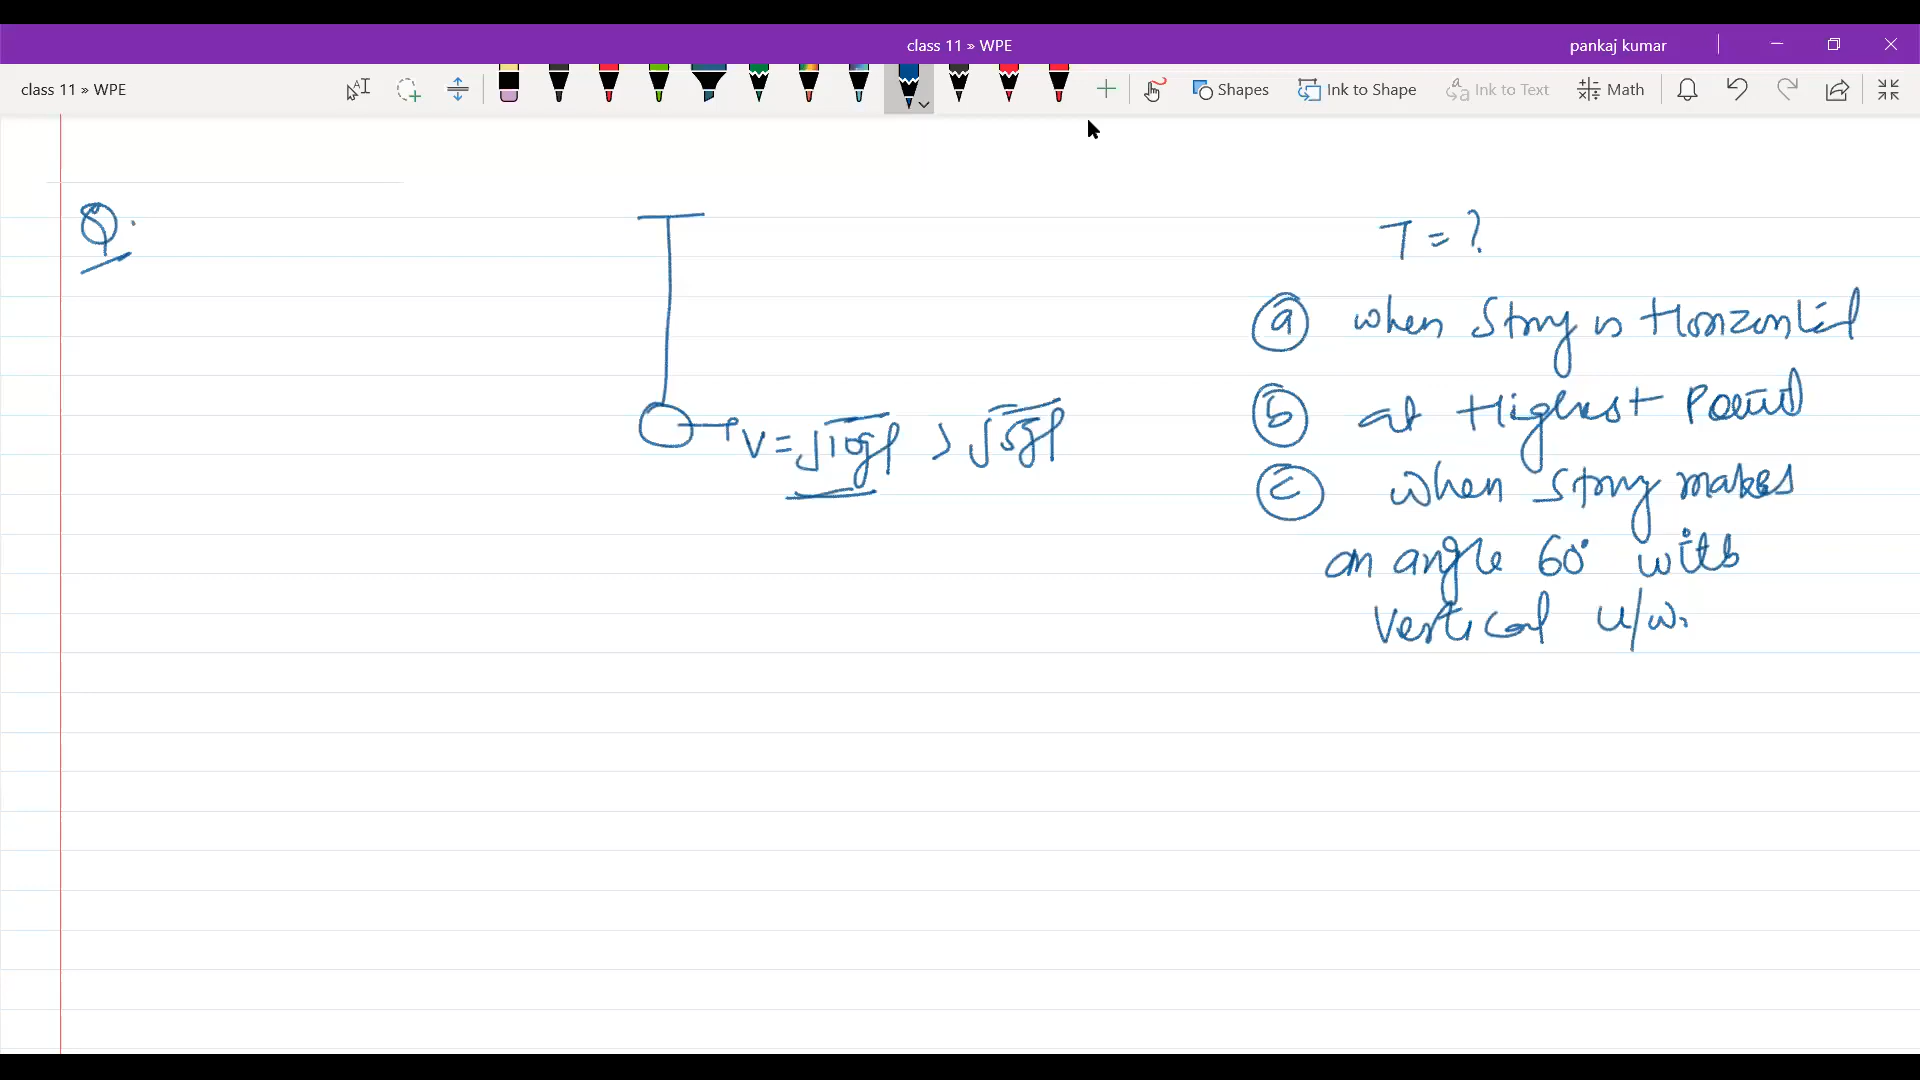 class 11 » WPE
pankaj kumar
class 11 » WPE
Shapes
Ink to Shape
Ink to Text
Math
Q.
T = ?
(a) when string is Horizontal
(b) at Highest Point
V = √10gl > √5gl
(c) when string makes
an angle 60° with
Vertical u/w.